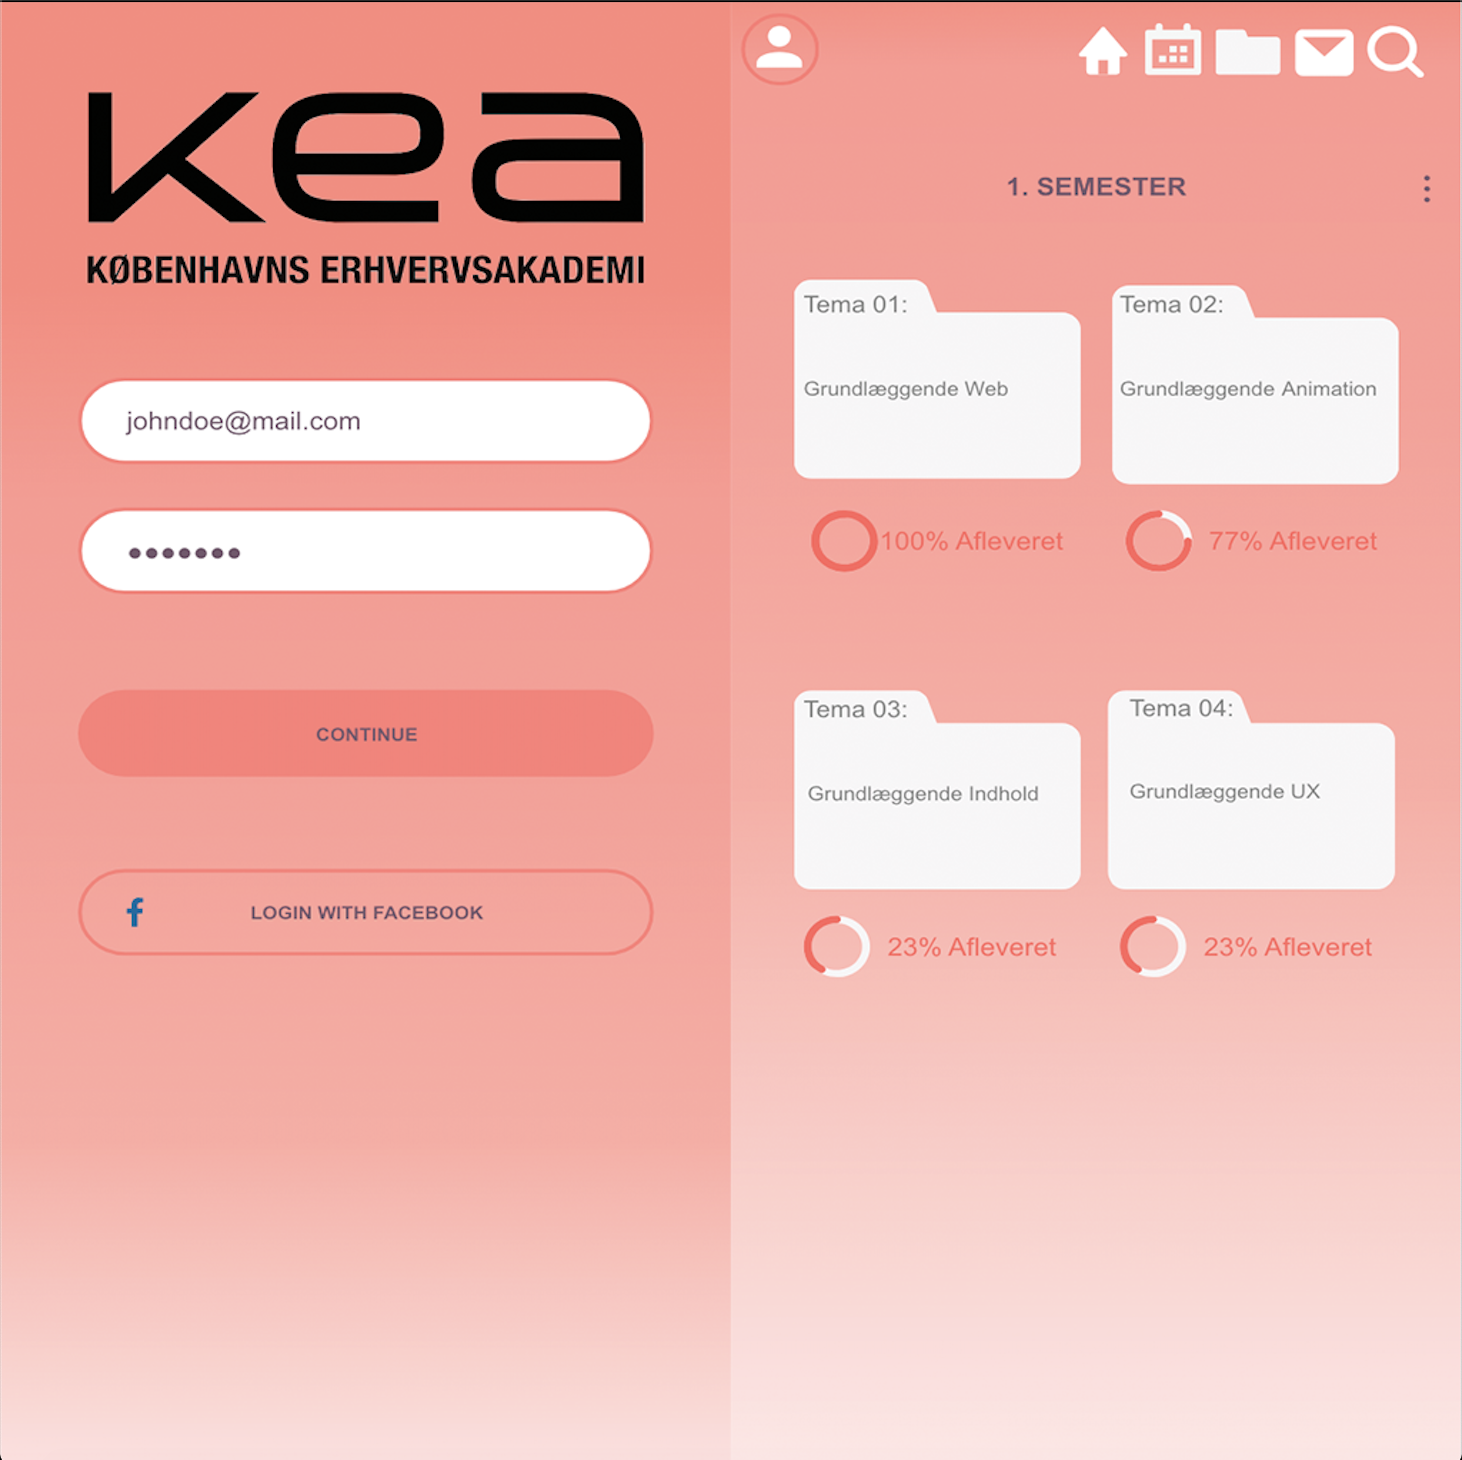 kea
KØBENHAVNS ERHVERVSAKADEMI
johndoe@mail.com
CONTINUE
LOGIN WITH FACEBOOK
1. SEMESTER
Tema 01:
Grundlæggende Web
100% Afleveret
Tema 02:
Grundlæggende Animation
77% Afleveret
Tema 03:
Grundlæggende Indhold
23% Afleveret
Tema 04:
Grundlæggende UX
23% Afleveret